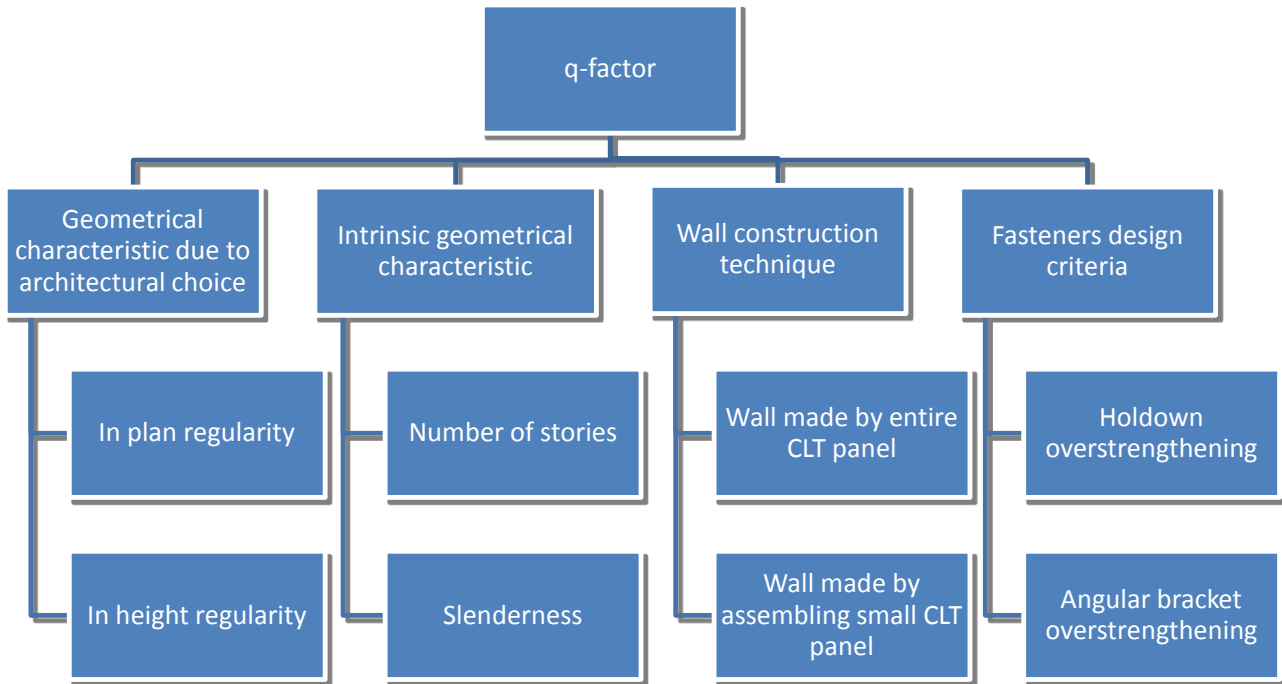 q-factor
Geometrical
characteristic due to
architectural choice
In plan regularity
In height regularity
Intrinsic geometrical
characteristic
Number of stories
Slenderness
Wall construction
technique
Wall made by entire
CLT panel
Wall made by
assembling small CLT
panel
Fasteners design
criteria
Holdown
overstrengthening
Angular bracket
overstrengthening